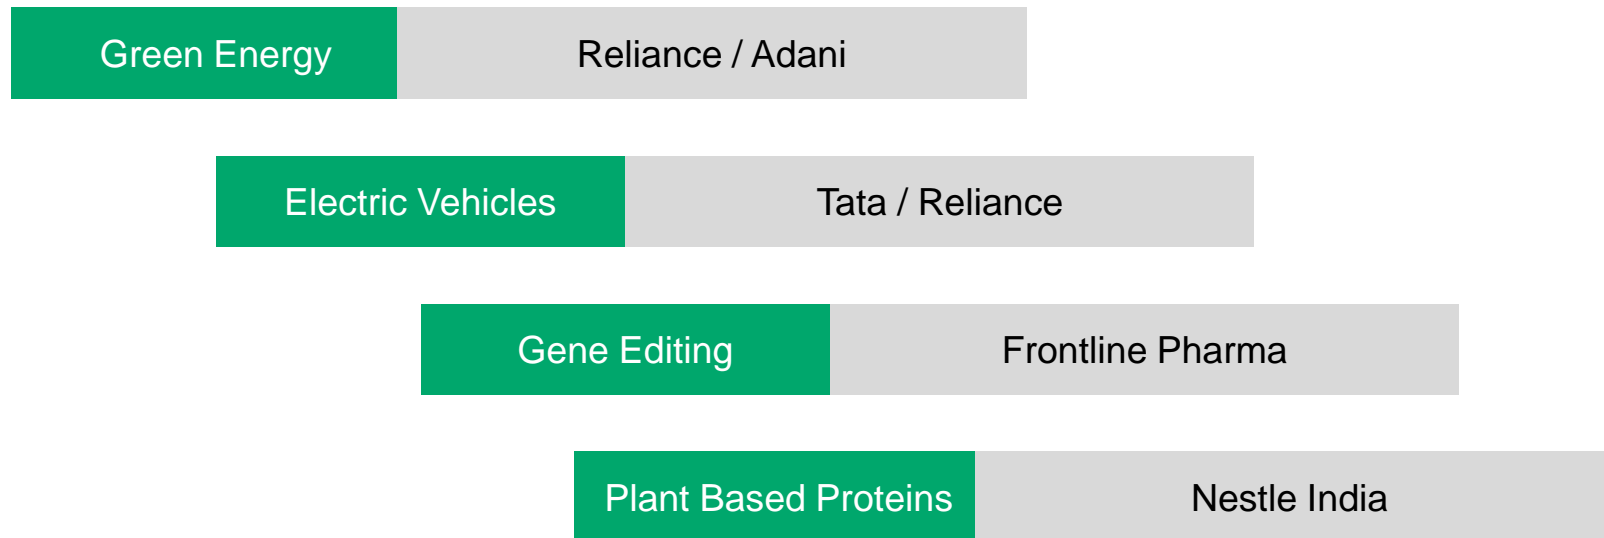 Green Energy Reliance / Adani
Electric Vehicles Tata / Reliance
Gene Editing Frontline Pharma
Plant Based Proteins Nestle India